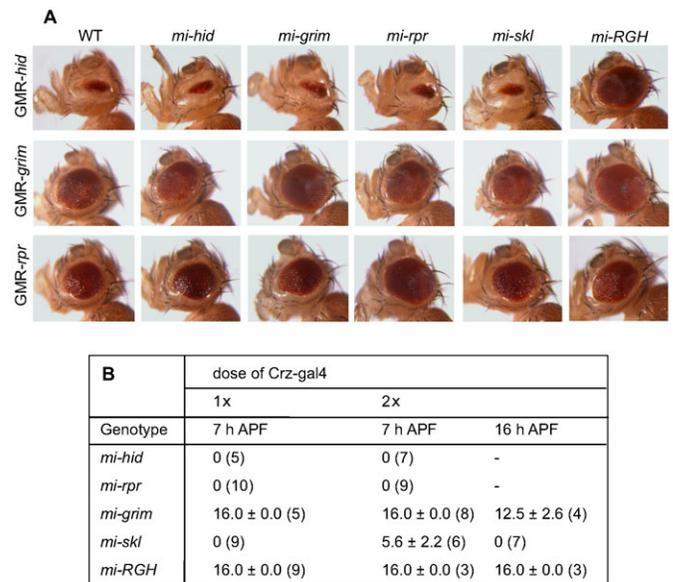 A
WT mi-hid mi-grim mi-rpr mi-skl mi-RGH
GMR-hid
GMR-grim
GMR-rpr
B dose of Crz-gal4
1x 2x
Genotype 7 h APF 7 h APF 16 h APF
mi-hid 0 (5) 0 (7) -
mi-rpr 0 (10) 0 (9) -
mi-grim 16.0 ± 0.0 (5) 16.0 ± 0.0 (8) 12.5 ± 2.6 (4)
mi-skl 0 (9) 5.6 ± 2.2 (6) 0 (7)
mi-RGH 16.0 ± 0.0 (9) 16.0 ± 0.0 (3) 16.0 ± 0.0 (3)